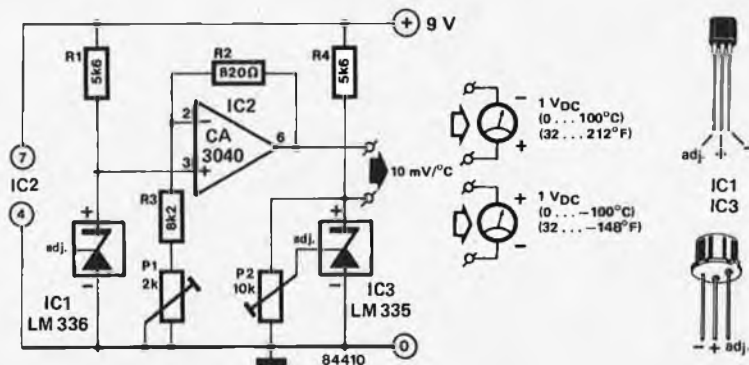 + 9 V
R1
5k6
R2
820Ω
R4
5k6
IC2
2
−
CA
3040
6
3
+
10 mV/°C
7
IC2
4
R3
8k2
+
adj.
−
IC1
LM 336
P1
2k
P2
10k
adj.
+
−
IC3
LM 335
0
84410
−
1 VDC
(0 ... 100°C)
(32 ... 212°F)
+
+
1 VDC
(0 ... −100°C)
(32 ... −148°F)
−
adj. + −
IC1
IC3
− + adj.